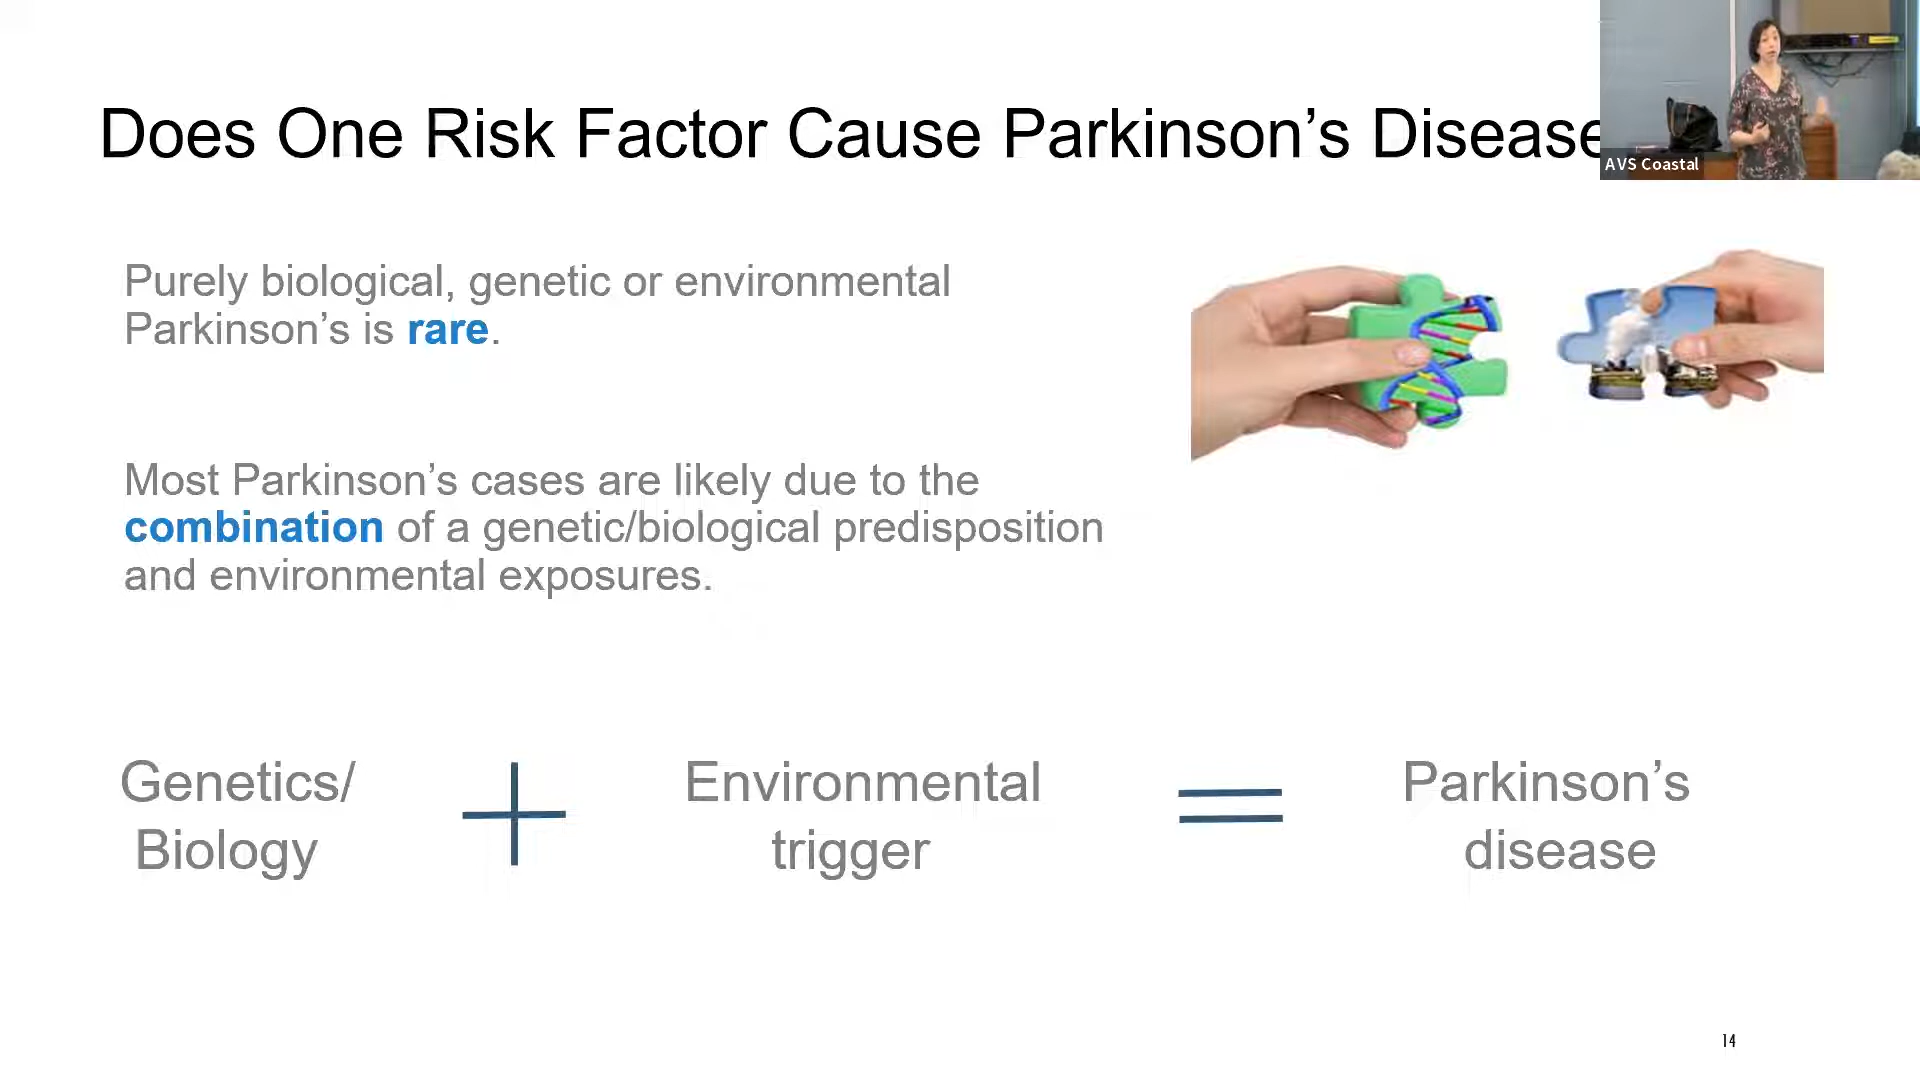 Does One Risk Factor Cause Parkinson’s Disease
AVS Coastal
Purely biological, genetic or environmental
Parkinson’s is rare.
Most Parkinson’s cases are likely due to the
combination of a genetic/biological predisposition
and environmental exposures.
Genetics/
Biology
Environmental
trigger
Parkinson’s
disease
14